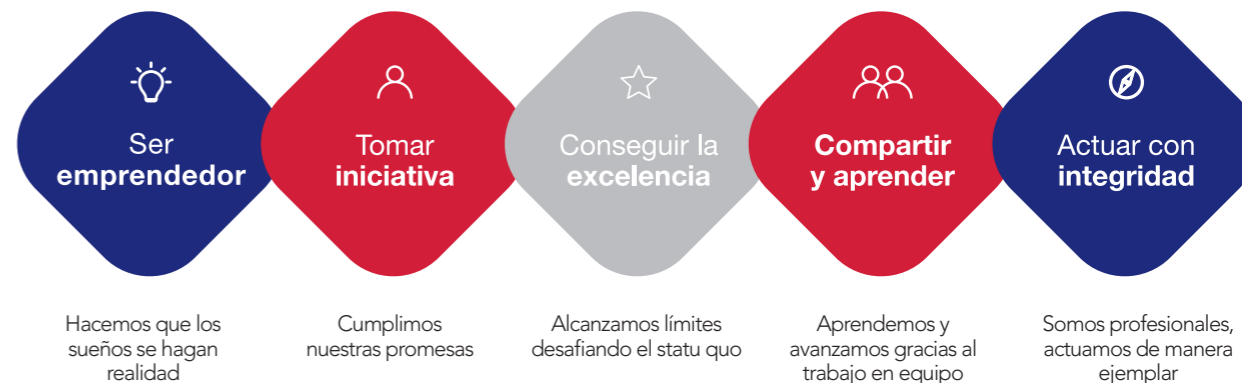 Ser
emprendedor
Tomar
iniciativa
Conseguir la
excelencia
Compartir
y aprender
Actuar con
integridad
Hacemos que los
sueños se hagan
realidad
Cumplimos
nuestras promesas
Alcanzamos límites
desafiando el statu quo
Aprendemos y
avanzamos gracias al
trabajo en equipo
Somos profesionales,
actuamos de manera
ejemplar